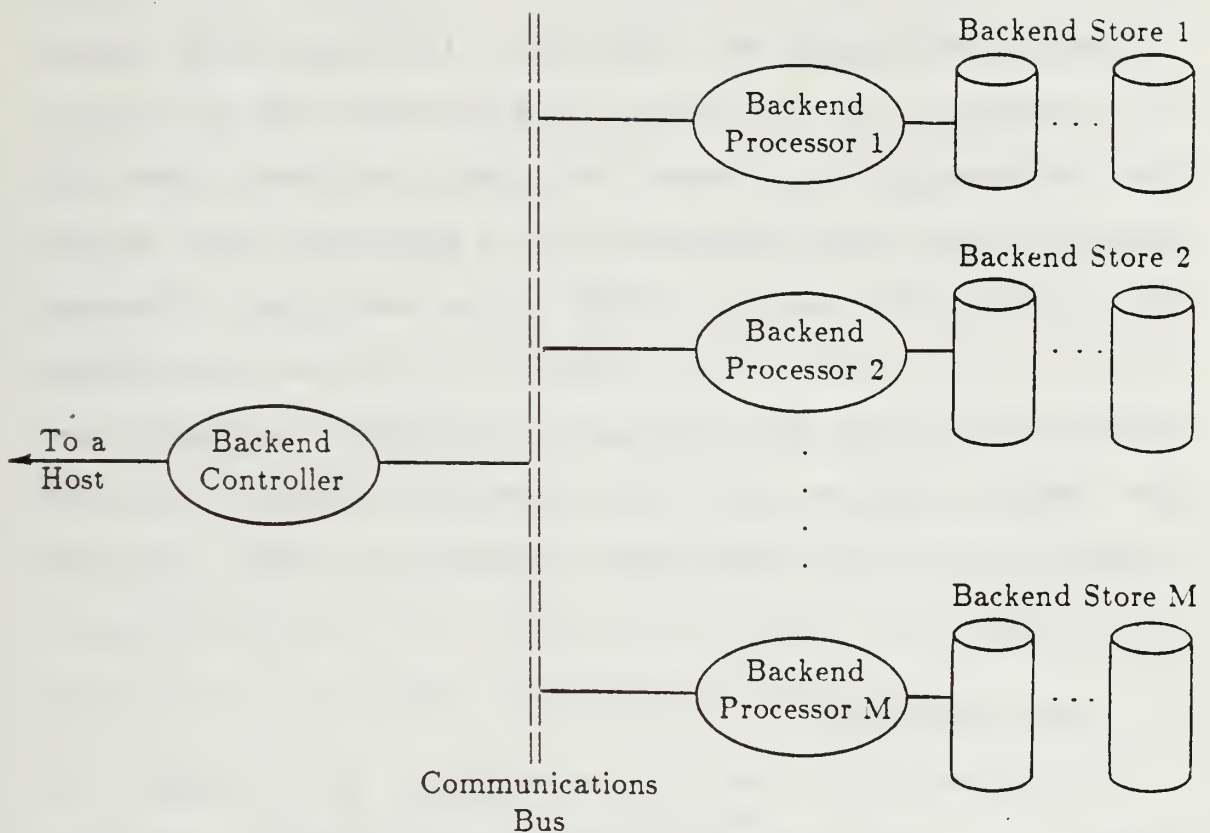 Backend Store 1
Backend
Processor 1
Backend Store 2
Backend
Processor 2
To a
Host
Backend
Controller
Backend Store M
Backend
Processor M
Communications
Bus